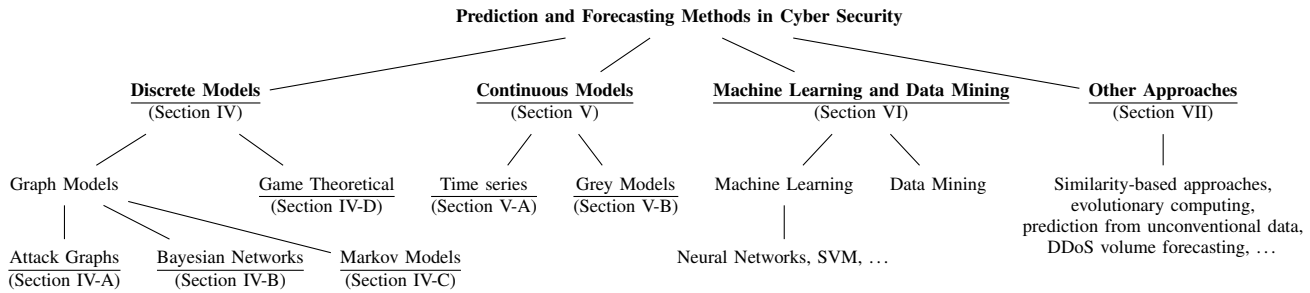 Prediction and Forecasting Methods in Cyber Security
Discrete Models
(Section IV)
Continuous Models
(Section V)
Machine Learning and Data Mining
(Section VI)
Other Approaches
(Section VII)
Graph Models
Game Theoretical
(Section IV-D)
Time series
(Section V-A)
Grey Models
(Section V-B)
Machine Learning
Data Mining
Similarity-based approaches,
evolutionary computing,
prediction from unconventional data,
DDoS volume forecasting, ...
Attack Graphs
(Section IV-A)
Bayesian Networks
(Section IV-B)
Markov Models
(Section IV-C)
Neural Networks, SVM, ...